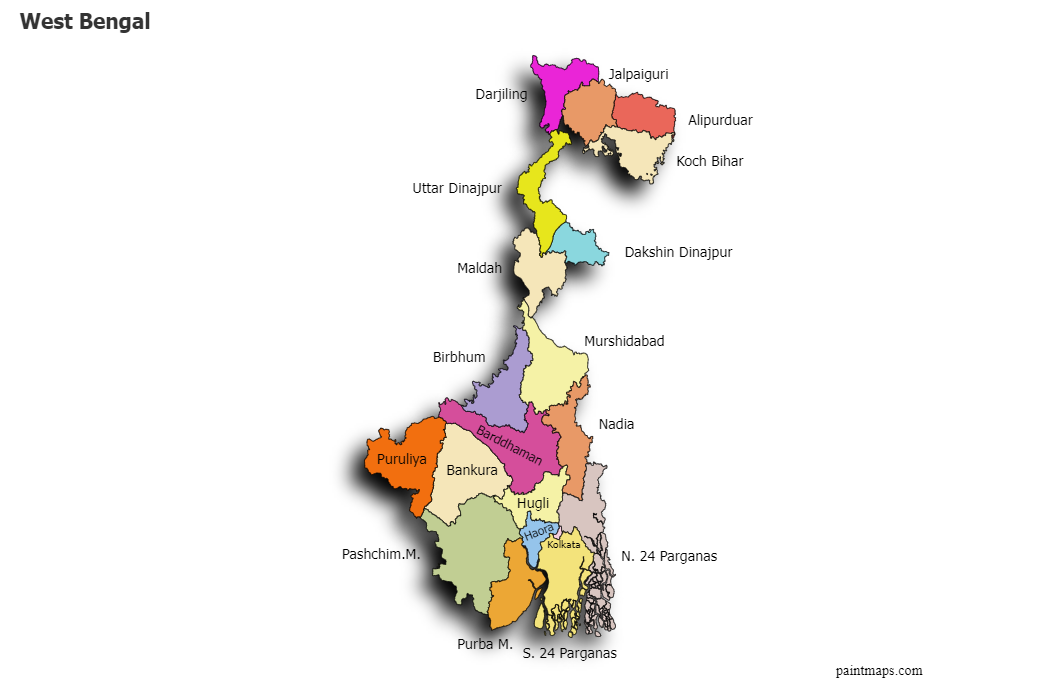 West Bengal
Jalpaiguri
Darjiling
Alipurduar
Koch Bihar
Uttar Dinajpur
Dakshin Dinajpur
Maldah
Murshidabad
Birbhum
Nadia
Barddhaman
Puruliya
Bankura
Hugli
Haora
Kolkata
Pashchim.M.
N. 24 Parganas
Purba M.
S. 24 Parganas
paintmaps.com